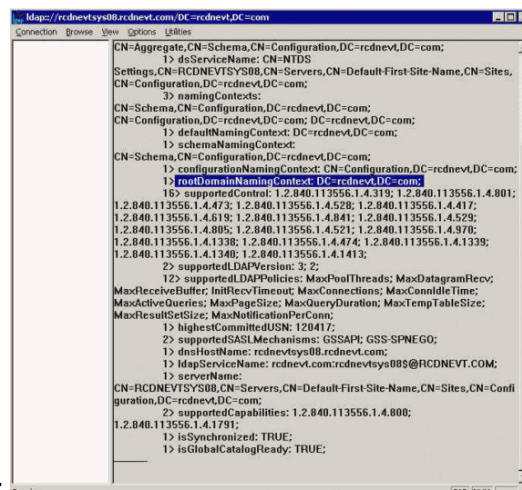 ldap://rcdnevtsys08.rcdnevt.com/DC=rcdnevt,DC=com
Connection Browse View Options Utilities
CN=Aggregate,CN=Schema,CN=Configuration,DC=rcdnevt,DC=com;
1> dsServiceName: CN=NTDS
Settings,CN=RCDNEVTSYS08,CN=Servers,CN=Default-First-Site-Name,CN=Sites,
CN=Configuration,DC=rcdnevt,DC=com;
3> namingContexts:
CN=Schema,CN=Configuration,DC=rcdnevt,DC=com;
CN=Configuration,DC=rcdnevt,DC=com; DC=rcdnevt,DC=com;
1> defaultNamingContext: DC=rcdnevt,DC=com;
1> schemaNamingContext:
CN=Schema,CN=Configuration,DC=rcdnevt,DC=com;
1> configurationNamingContext: CN=Configuration,DC=rcdnevt,DC=com;
1> rootDomainNamingContext: DC=rcdnevt,DC=com;
16> supportedControl: 1.2.840.113556.1.4.319; 1.2.840.113556.1.4.801;
1.2.840.113556.1.4.473; 1.2.840.113556.1.4.528; 1.2.840.113556.1.4.417;
1.2.840.113556.1.4.619; 1.2.840.113556.1.4.841; 1.2.840.113556.1.4.529;
1.2.840.113556.1.4.805; 1.2.840.113556.1.4.521; 1.2.840.113556.1.4.970;
1.2.840.113556.1.4.1338; 1.2.840.113556.1.4.474; 1.2.840.113556.1.4.1339;
1.2.840.113556.1.4.1340; 1.2.840.113556.1.4.1413;
2> supportedLDAPVersion: 3; 2;
12> supportedLDAPPolicies: MaxPoolThreads; MaxDatagramRecv;
MaxReceiveBuffer; InitRecvTimeout; MaxConnections; MaxConnIdleTime;
MaxActiveQueries; MaxPageSize; MaxQueryDuration; MaxTempTableSize;
MaxResultSetSize; MaxNotificationPerConn;
1> highestCommittedUSN: 120417;
2> supportedSASLMechanisms: GSSAPI; GSS-SPNEGO;
1> dnsHostName: rcdnevtsys08.rcdnevt.com;
1> ldapServiceName: rcdnevt.com:rcdnevtsys08$@RCDNEVT.COM;
1> serverName:
CN=RCDNEVTSYS08,CN=Servers,CN=Default-First-Site-Name,CN=Sites,CN=Confi
guration,DC=rcdnevt,DC=com;
2> supportedCapabilities: 1.2.840.113556.1.4.800;
1.2.840.113556.1.4.1791;
1> isSynchronized: TRUE;
1> isGlobalCatalogReady: TRUE;